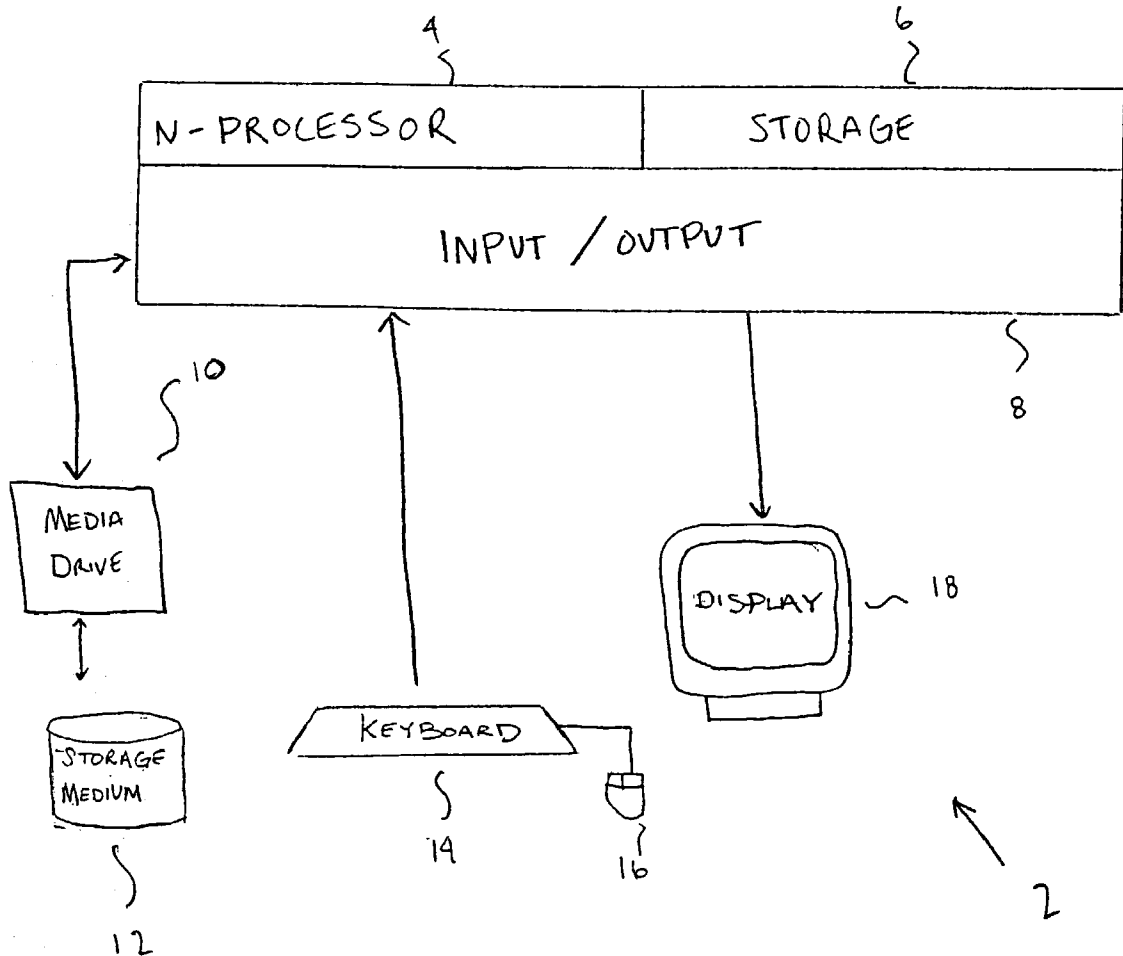 4
6
N-PROCESSOR
STORAGE
INPUT / OUTPUT
8
10
MEDIA
DRIVE
DISPLAY
18
KEYBOARD
STORAGE
MEDIUM
14
16
2
12